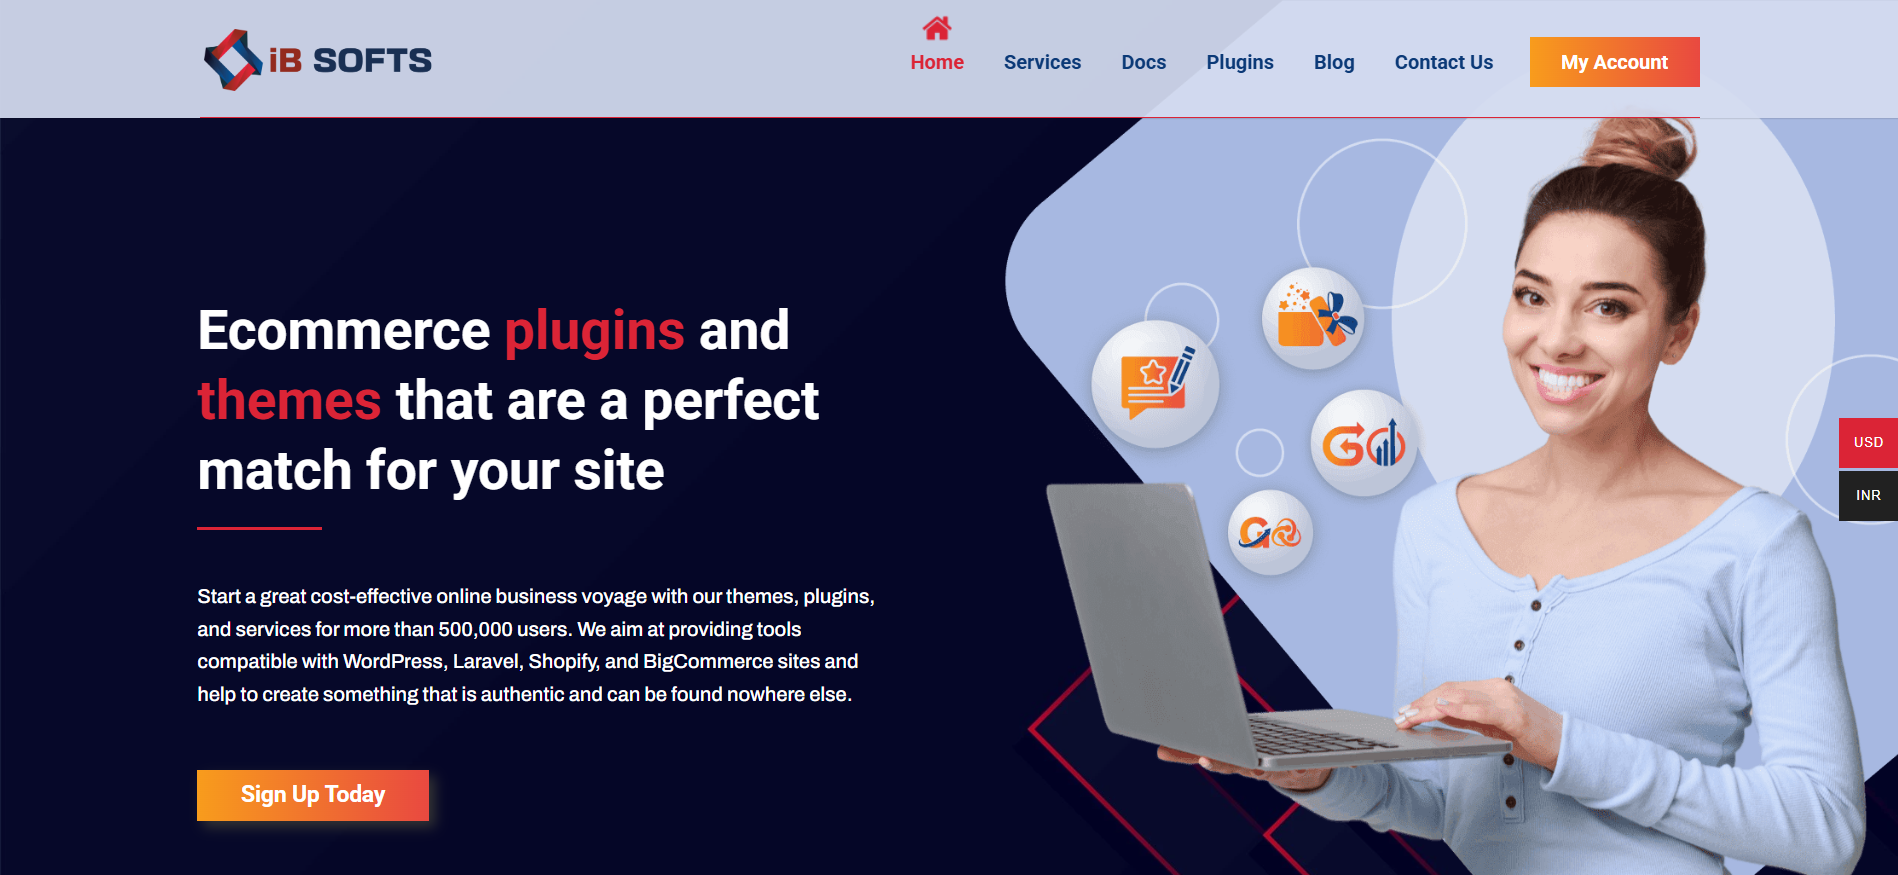 iB SOFTS
Home Services Docs Plugins Blog Contact Us My Account
Ecommerce plugins and
themes that are a perfect
match for your site
USD
INR
Start a great cost-effective online business voyage with our themes, plugins,
and services for more than 500,000 users. We aim at providing tools
compatible with WordPress, Laravel, Shopify, and BigCommerce sites and
help to create something that is authentic and can be found nowhere else.
Sign Up Today